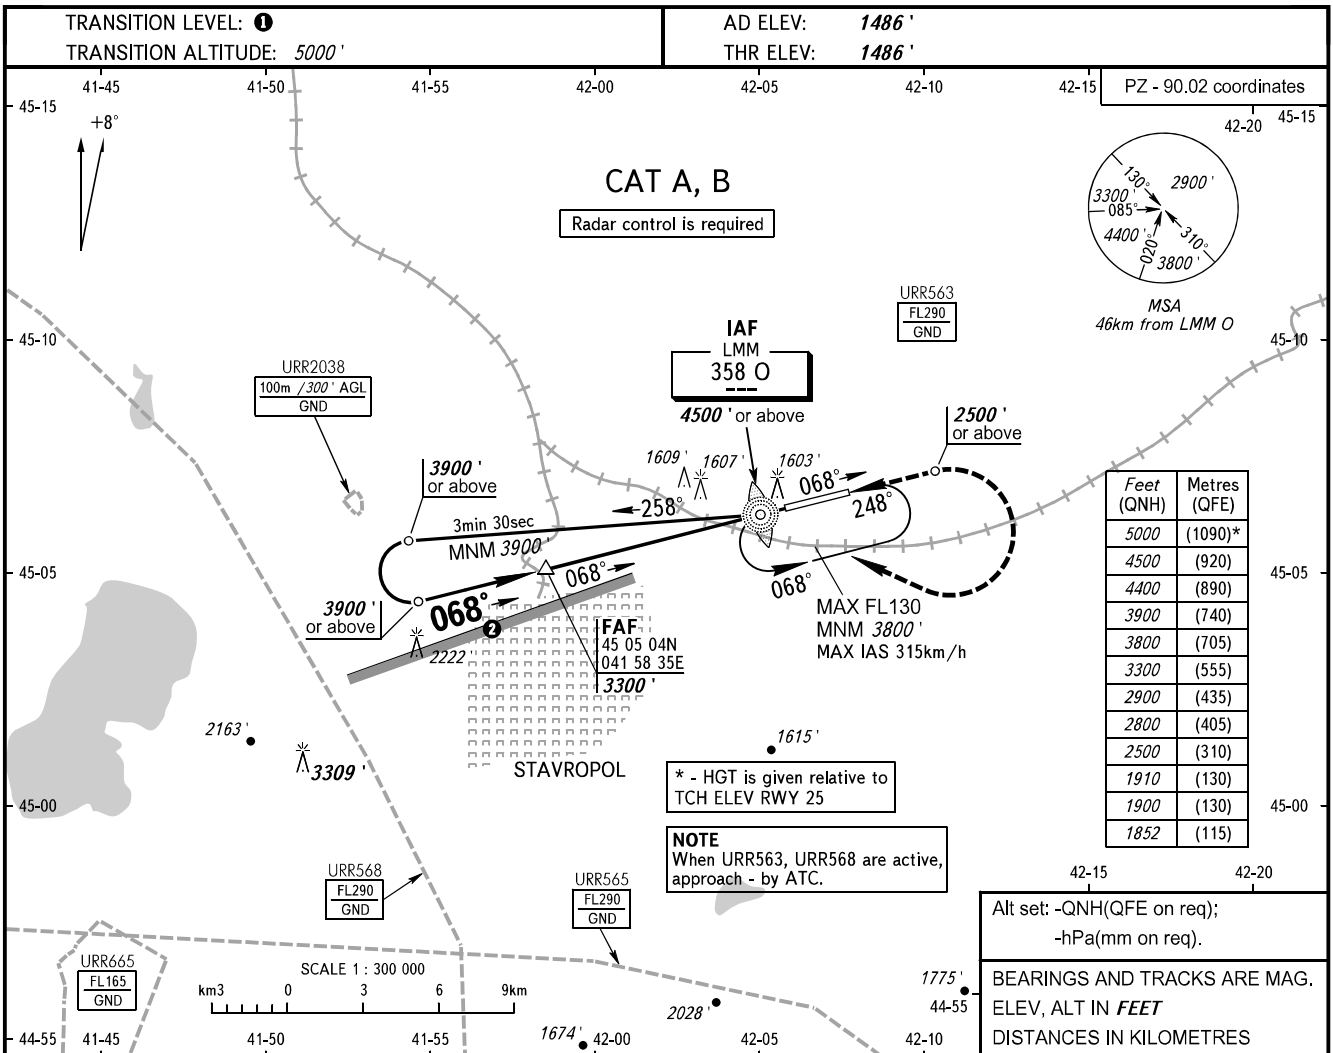 TRANSITION LEVEL: ❶
TRANSITION ALTITUDE: 5000 '
AD ELEV: 1486 '
THR ELEV: 1486 '
41-45 41-50 41-55 42-00 42-05 42-10 42-15
PZ - 90.02 coordinates
45-15
42-20 45-15
+8°
CAT A, B
Radar control is required
130°
2900 '
3300 '
085°
4400 '
020°
310°
3800 '
MSA
46km from LMM O
URR563
FL290
GND
45-10
45-10
IAF
LMM
358 O
4500 ' or above
URR2038
100m / 300 ' AGL
GND
2500 '
or above
3900 '
or above
1609 '
1607 '
1603 '
068°
248°
258°
3min 30sec
MNM 3900 '
068°
068°
45-05
45-05
3900 '
or above
068°
❷
2222 '
FAF
45 05 04N
041 58 35E
3300 '
MAX FL130
MNM 3800 '
MAX IAS 315km/h
Feet Metres
(QNH) (QFE)
5000 (1090)*
4500 (920)
4400 (890)
3900 (740)
3800 (705)
3300 (555)
2900 (435)
2800 (405)
2500 (310)
1910 (130)
1900 (130)
1852 (115)
2163 '
3309 '
STAVROPOL
1615 '
* - HGT is given relative to
TCH ELEV RWY 25
45-00
45-00
NOTE
When URR563, URR568 are active,
approach - by ATC.
42-15 42-20
URR568
FL290
GND
URR565
FL290
GND
Alt set: -QNH(QFE on req);
-hPa(mm on req).
URR665
FL165
GND
SCALE 1 : 300 000
km3 0 3 6 9km
1775 '
44-55
2028 '
1674 '
BEARINGS AND TRACKS ARE MAG.
ELEV, ALT IN FEET
DISTANCES IN KILOMETRES
44-55 41-45 41-50 41-55 42-00 42-05 42-10